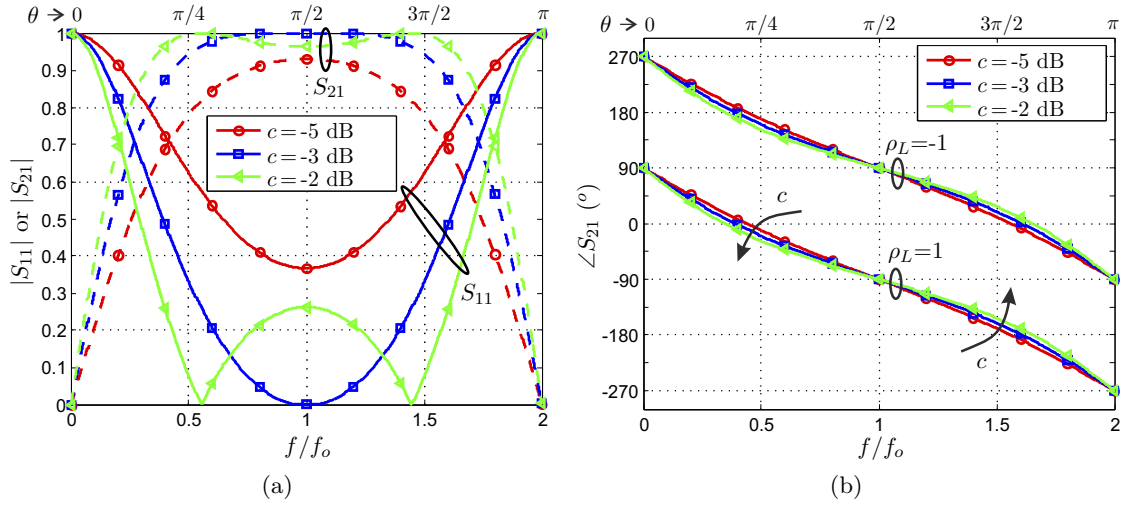 θ → 0 π/4 π/2 3π/2 π
1
0.9
0.8
0.7
0.6
0.5
0.4
0.3
0.2
0.1
0
|S11| or |S21|
S21
c = -5 dB
c = -3 dB
c = -2 dB
S11
0 0.5 1 1.5 2
f/fo
(a)
θ → 0 π/4 π/2 3π/2 π
270
180
90
0
-90
-180
-270
∠S21 (o)
c = -5 dB
c = -3 dB
c = -2 dB
ρL=-1
c
ρL=1
c
0 0.5 1 1.5 2
f/fo
(b)